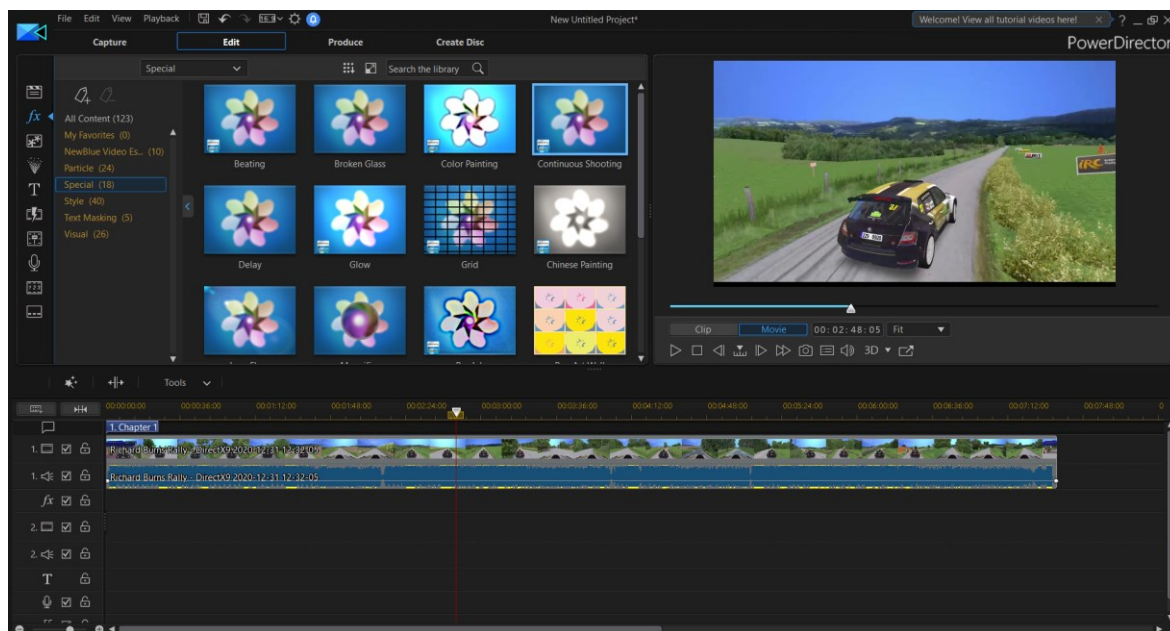 File Edit View Playback 16:9 New Untitled Project* Welcome! View all tutorial videos here! ?
Capture Edit Produce Create Disc PowerDirector
Special Search the library
All Content (123)
My Favorites (0)
NewBlue Video Es... (10)
Particle (24)
Special (18)
Style (40)
Text Masking (5)
Visual (26)
Beating Broken Glass Color Painting Continuous Shooting
Delay Glow Grid Chinese Painting
Clip Movie 00:02:48:05 Fit
3D
Tools
00:00:00:00 00:00:36:00 00:01:12:00 00:01:48:00 00:02:24:00 00:03:00:00 00:03:36:00 00:04:12:00 00:04:48:00 00:05:24:00 00:06:00:00 00:06:36:00 00:07:12:00 00:07:48:00
1. Chapter 1
1. Richard Burns Rally - DirectX9 2020-12-31 12-32-05
1. Richard Burns Rally - DirectX9 2020-12-31 12-32-05
fx
2.
2.
T